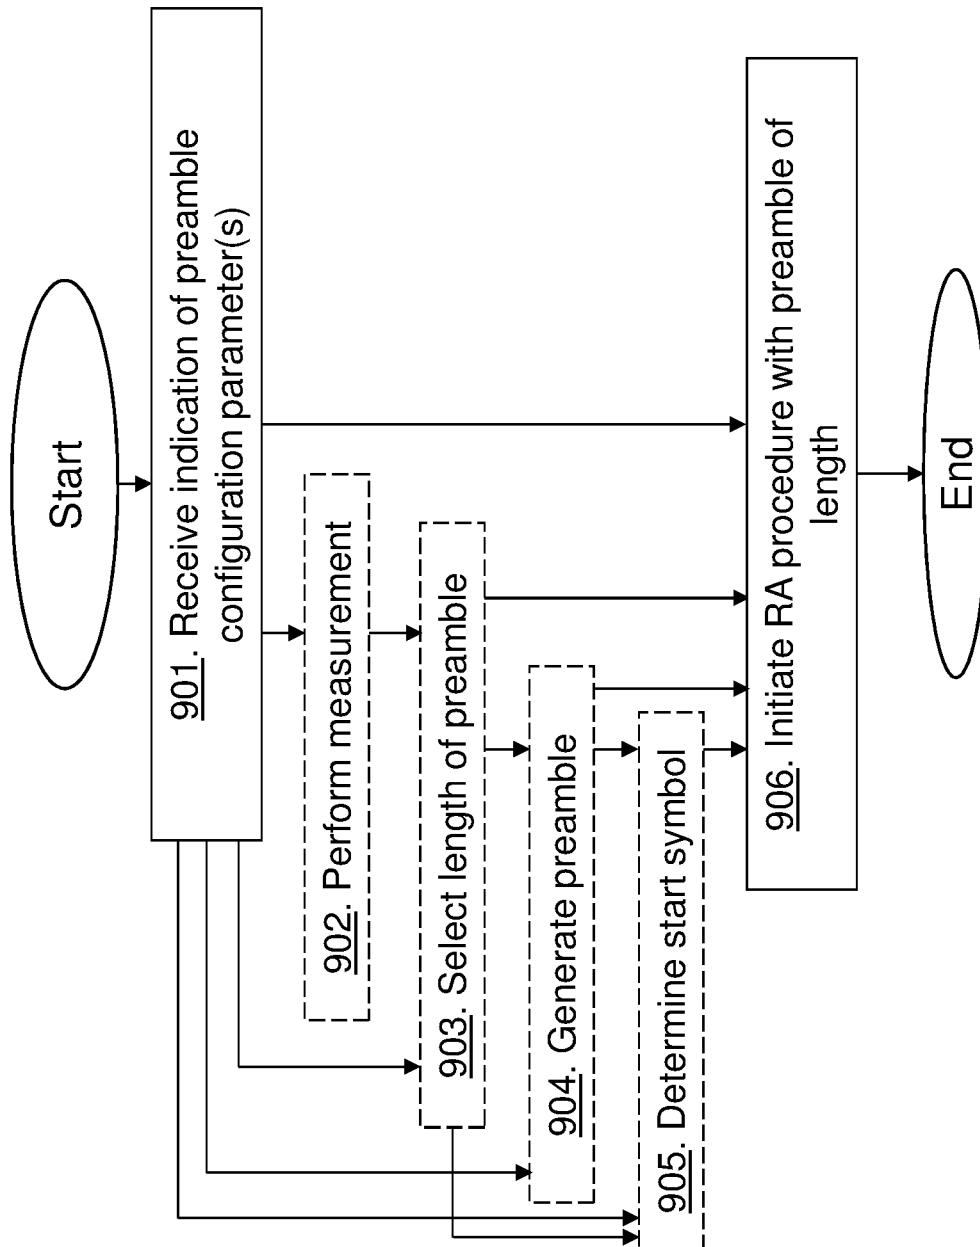 Start
901. Receive indication of preamble
configuration parameter(s)
902. Perform measurement
903. Select length of preamble
904. Generate preamble
905. Determine start symbol
906. Initiate RA procedure with preamble of
length
End